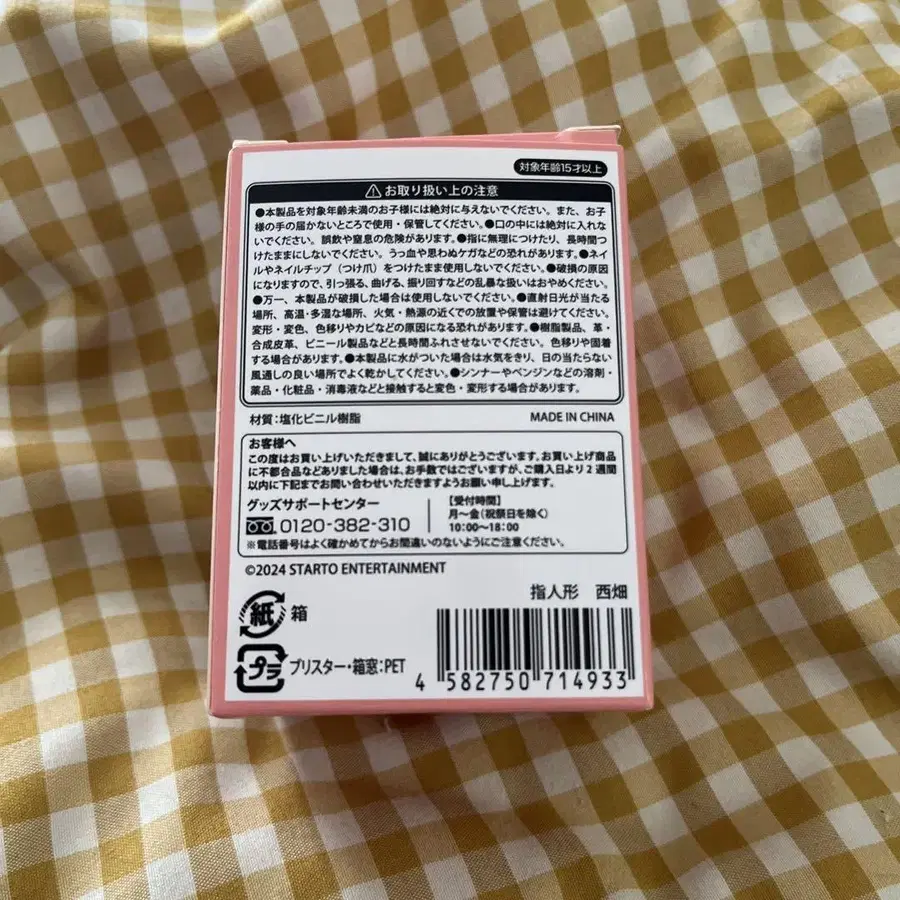 対象年齢15才以上
お取り扱い上の注意
●本製品を対象年齢未満のお子様には絶対に与えないでください。また、お子
様の手の届かないところで使用・保管してください。●口の中には絶対に入れな
いでください。誤飲や窒息の危険があります。●指に無理につけたり、長時間つ
けたままにしないでください。うっ血や思わぬケガなどの恐れがあります。●ネイ
ルやネイルチップ（つけ爪）をつけたまま使用しないでください。●破損の原因
になりますので、引っ張る、曲げる、振り回すなどの乱暴な扱いはおやめください。
●万一、本製品が破損した場合は使用しないでください。●直射日光が当たる
場所、高温・多湿な場所、火気・熱源の近くでの放置や保管は避けてください。
変形・変色、色移りやカビなどの原因になる恐れがあります。●樹脂製品、革・
合成皮革、ビニール製品などと長時間ふれさせないでください。色移りや固着
する場合があります。●本製品に水がついた場合は水気をきり、日の当たらない
風通しの良い場所でよく乾かしてください。●シンナーやベンジンなどの溶剤・
薬品・化粧品・消毒液などと接触すると変色・変形する場合があります。
材質：塩化ビニル樹脂 MADE IN CHINA
お客様へ
この度はお買い上げいただきまして、誠にありがとうございます。お買い上げ商品
に不都合品などありました場合は、お手数ではございますが、ご購入日より2週間
以内に下記までお問い合わせいただきますようお願い申し上げます。
グッズサポートセンター
0120-382-310
【受付時間】
月〜金(祝祭日を除く)
10:00〜18:00
※電話番号はよく確かめてからお間違いのないようにご注意ください。
©2024 STARTO ENTERTAINMENT
指人形 西畑
紙 箱
プラ ブリスター・箱窓：PET
4 582750 714933